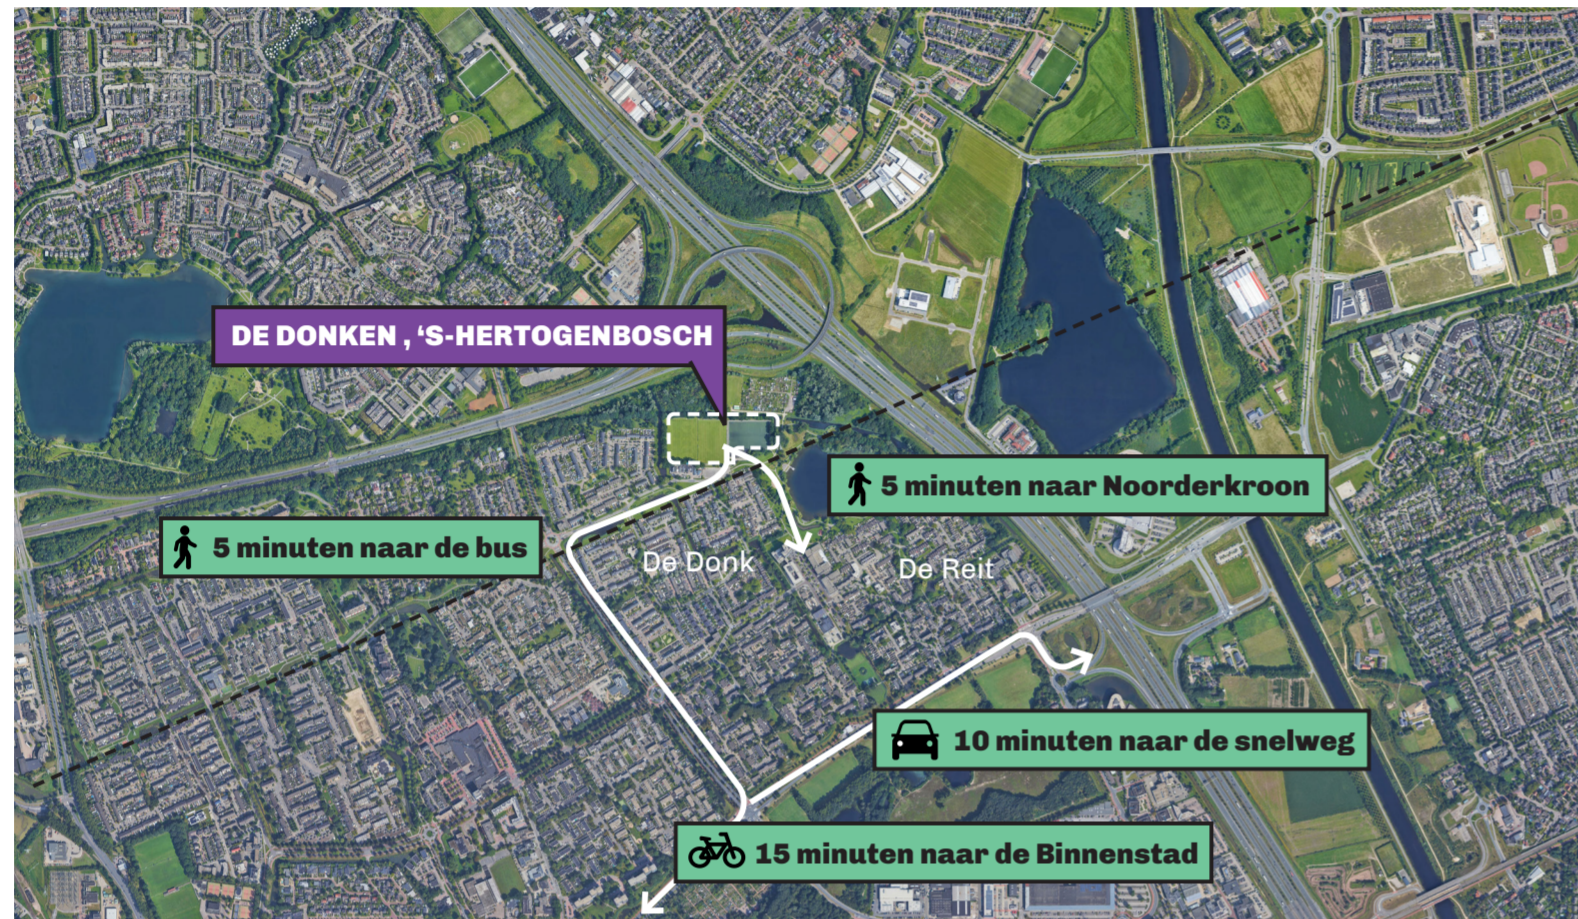 DE DONKEN , ‘S-HERTOGENBOSCH
5 minuten naar Noorderkroon
5 minuten naar de bus
De Donk
De Reit
10 minuten naar de snelweg
15 minuten naar de Binnenstad